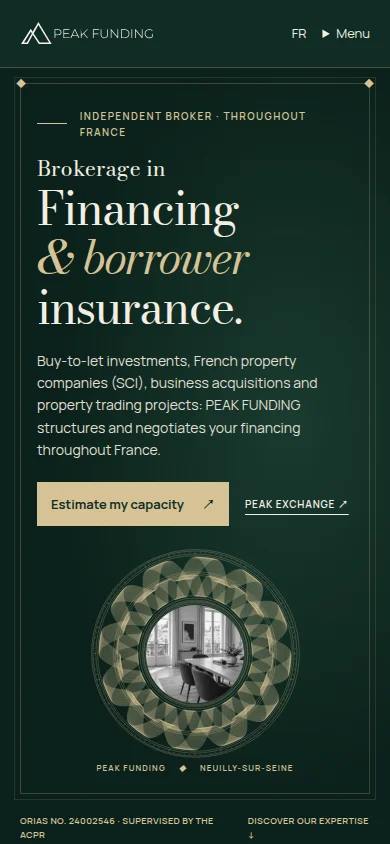 PEAK FUNDING
FR ▶ Menu
INDEPENDENT BROKER · THROUGHOUT
FRANCE
Brokerage in
Financing
& borrower
insurance.
Buy-to-let investments, French property
companies (SCI), business acquisitions and
property trading projects: PEAK FUNDING
structures and negotiates your financing
throughout France.
Estimate my capacity ↗
PEAK EXCHANGE ↗
PEAK FUNDING ◆ NEUILLY-SUR-SEINE
ORIAS NO. 24002546 · SUPERVISED BY THE
ACPR
DISCOVER OUR EXPERTISE
↓